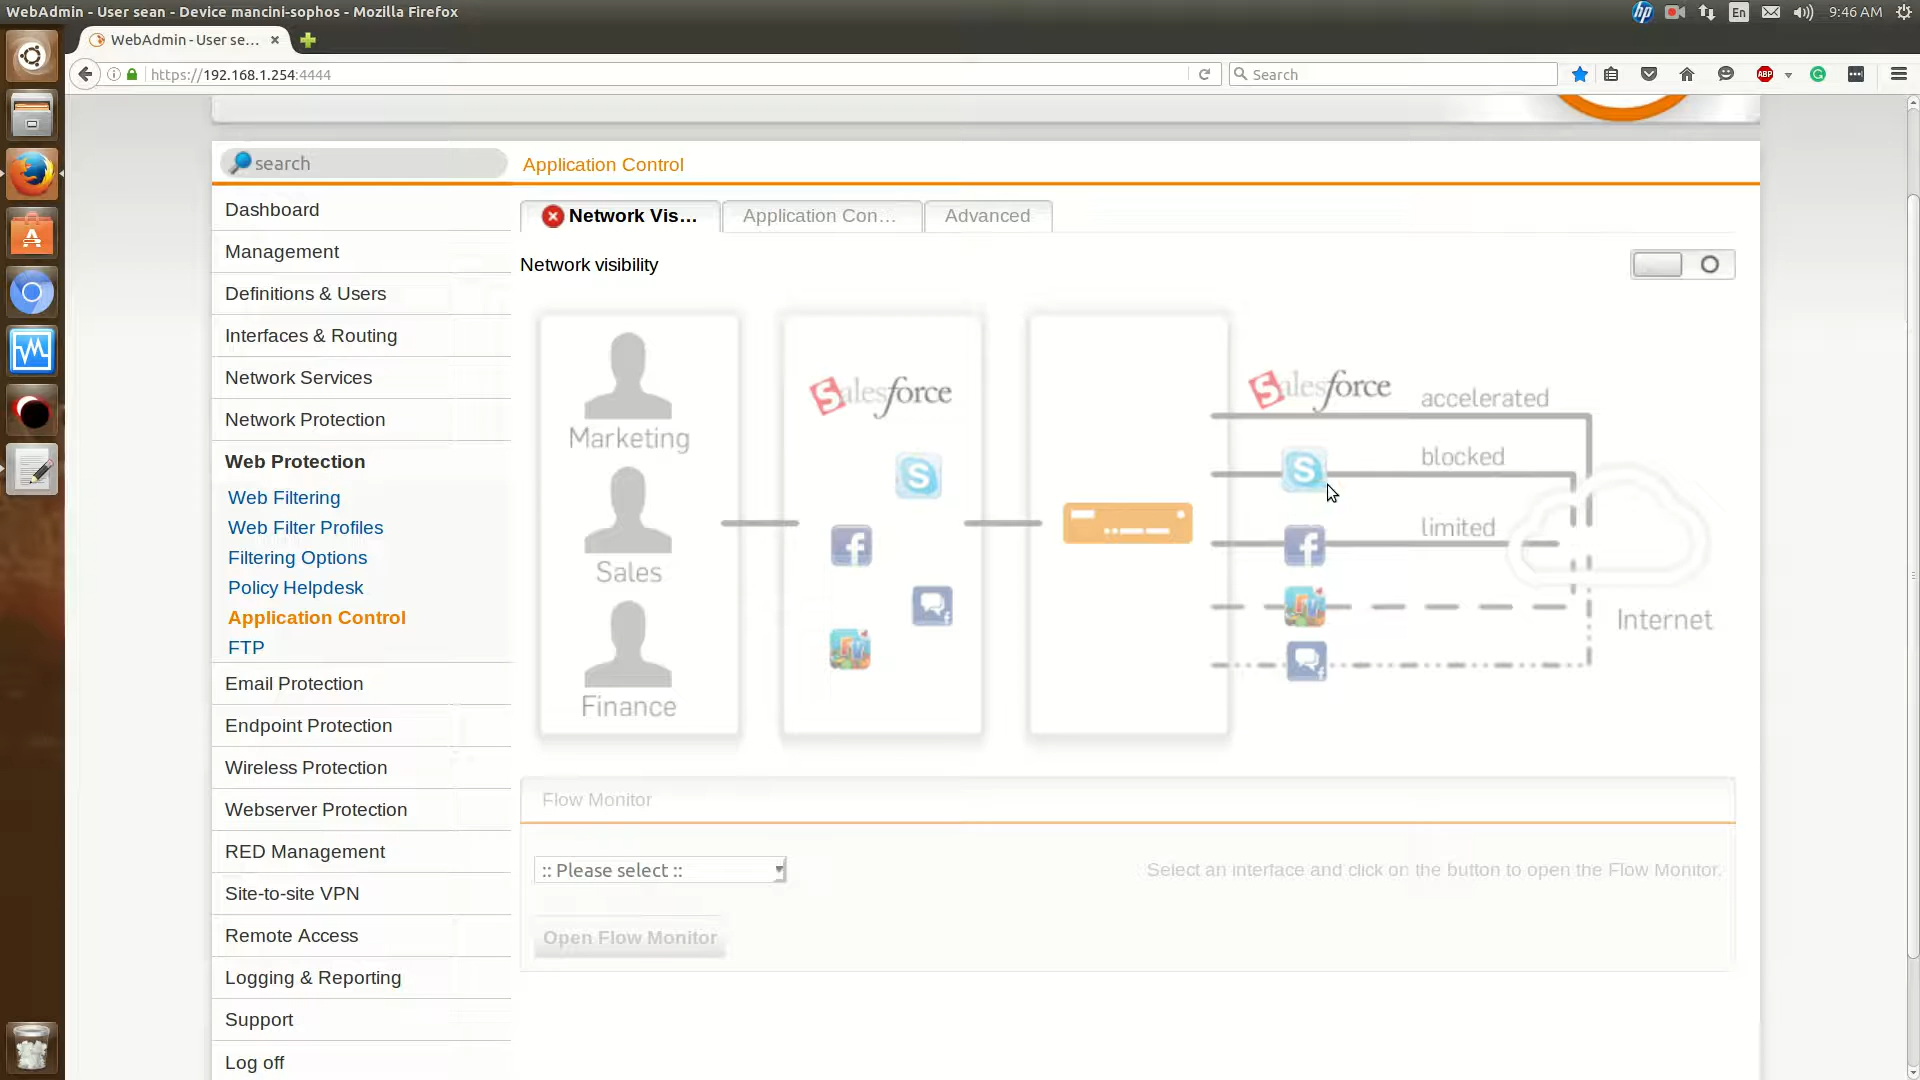 WebAdmin - User sean - Device mancini-sophos - Mozilla Firefox
En
9:46 AM
WebAdmin - User se...
https://192.168.1.254:4444
Search
ABP
search
Application Control
Dashboard
Management
Definitions & Users
Interfaces & Routing
Network Services
Network Protection
Web Protection
Web Filtering
Web Filter Profiles
Filtering Options
Policy Helpdesk
Application Control
FTP
Email Protection
Endpoint Protection
Wireless Protection
Webserver Protection
RED Management
Site-to-site VPN
Remote Access
Logging & Reporting
Support
Log off
Network Vis...
Application Con...
Advanced
Network visibility
Marketing
Sales
Finance
Salesforce
Salesforce
accelerated
blocked
limited
Internet
Flow Monitor
:: Please select ::
Select an interface and click on the button to open the Flow Monitor.
Open Flow Monitor